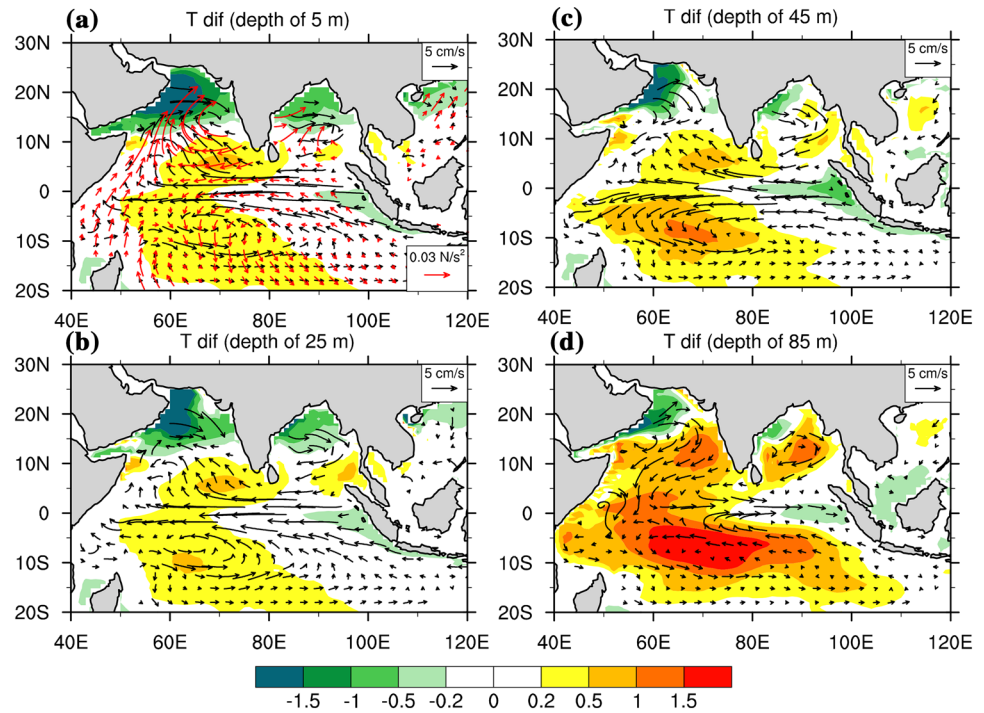 (a) T dif (depth of 5 m)
5 cm/s
30N
20N
10N
0
10S
20S
0.03 N/s²
40E 60E 80E 100E 120E
(c) T dif (depth of 45 m)
5 cm/s
30N
20N
10N
0
10S
20S
40E 60E 80E 100E 120E
(b) T dif (depth of 25 m)
5 cm/s
30N
20N
10N
0
10S
20S
40E 60E 80E 100E 120E
(d) T dif (depth of 85 m)
5 cm/s
30N
20N
10N
0
10S
20S
40E 60E 80E 100E 120E
-1.5 -1 -0.5 -0.2 0 0.2 0.5 1 1.5